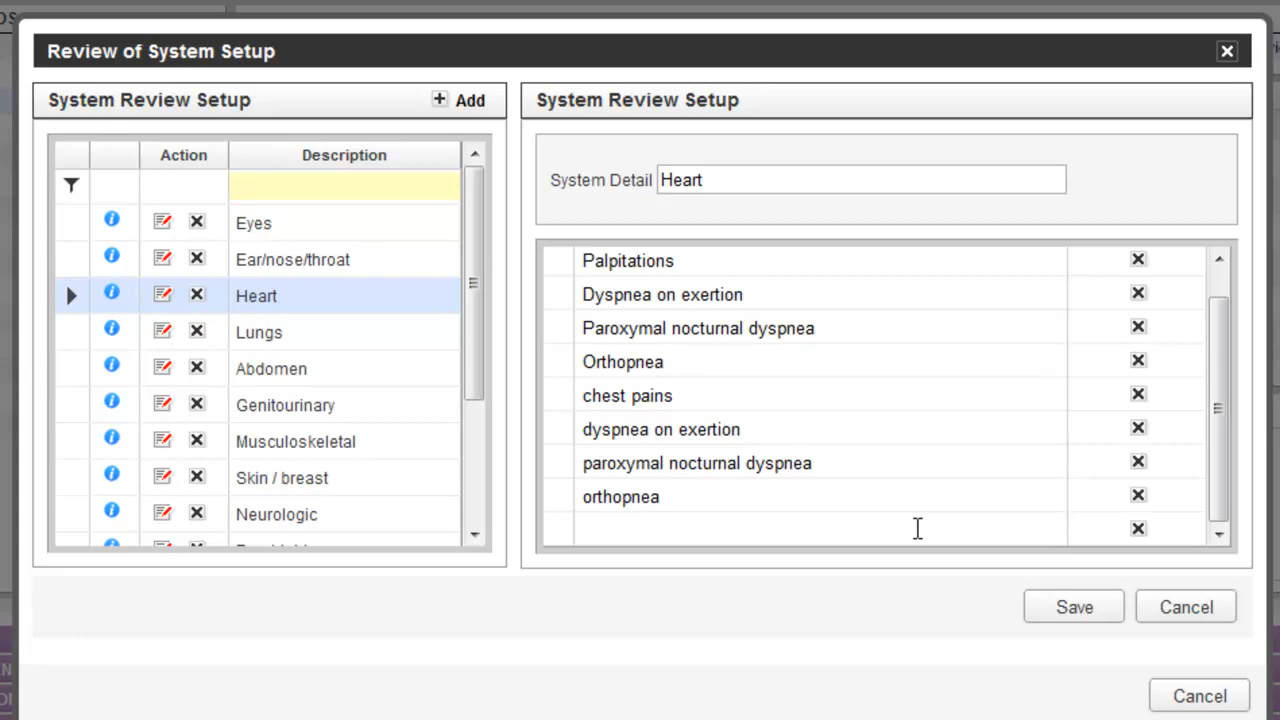 OS
Review of System Setup
System Review Setup
Add
System Review Setup
Action
Description
System Detail
Heart
Eyes
Ear/nose/throat
Heart
Lungs
Abdomen
Genitourinary
Musculoskeletal
Skin / breast
Neurologic
Palpitations
Dyspnea on exertion
Paroxymal nocturnal dyspnea
Orthopnea
chest pains
dyspnea on exertion
paroxymal nocturnal dyspnea
orthopnea
Save
Cancel
Cancel